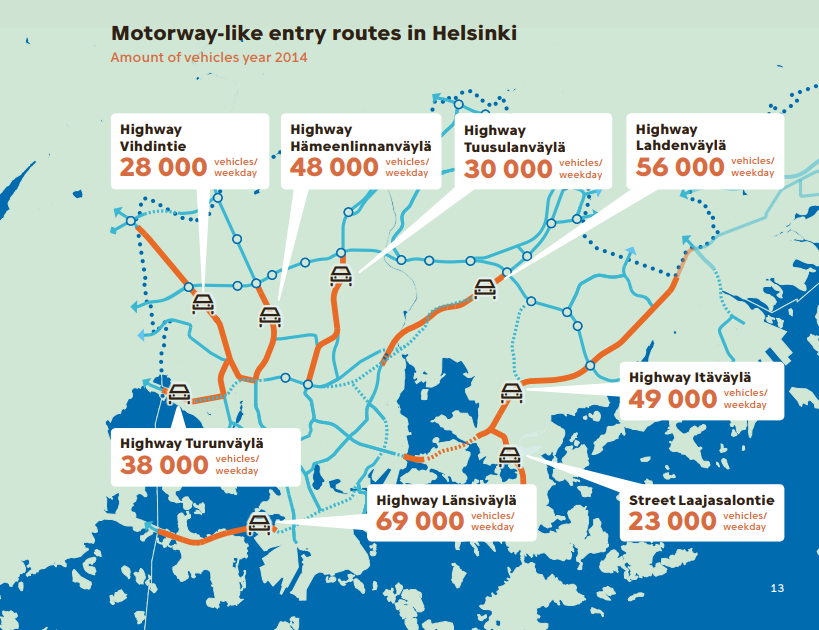 Motorway-like entry routes in Helsinki
Amount of vehicles year 2014
Highway
Vihdintie
28 000 vehicles/
weekday
Highway
Hämeenlinnanväylä
48 000 vehicles/
weekday
Highway
Tuusulanväylä
30 000 vehicles/
weekday
Highway
Lahdenväylä
56 000 vehicles/
weekday
Highway Itäväylä
49 000 vehicles/
weekday
Highway Turunväylä
38 000 vehicles/
weekday
Highway Länsiväylä
69 000 vehicles/
weekday
Street Laajasalontie
23 000 vehicles/
weekday
13